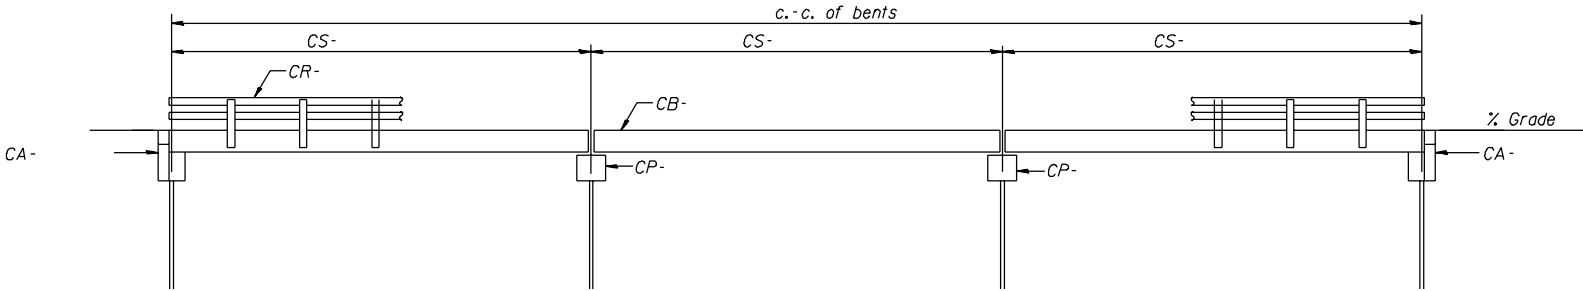 c.-c. of bents
CS-
CS-
CS-
CR-
CB-
% Grade
CA-
CP-
CP-
CA-